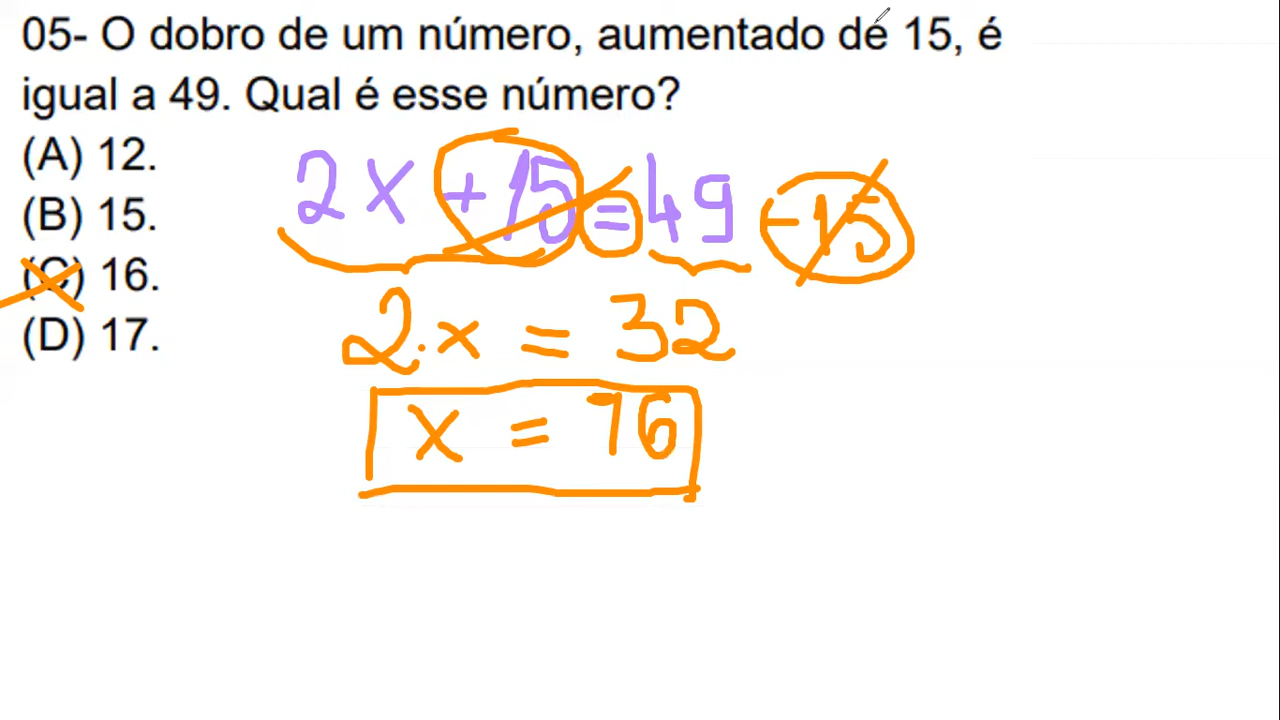 05- O dobro de um número, aumentado de 15, é
igual a 49. Qual é esse número?
(A) 12.
(B) 15.
(C) 16.
(D) 17.
2x + 15 = 49 - 15
2.x = 32
x = 16